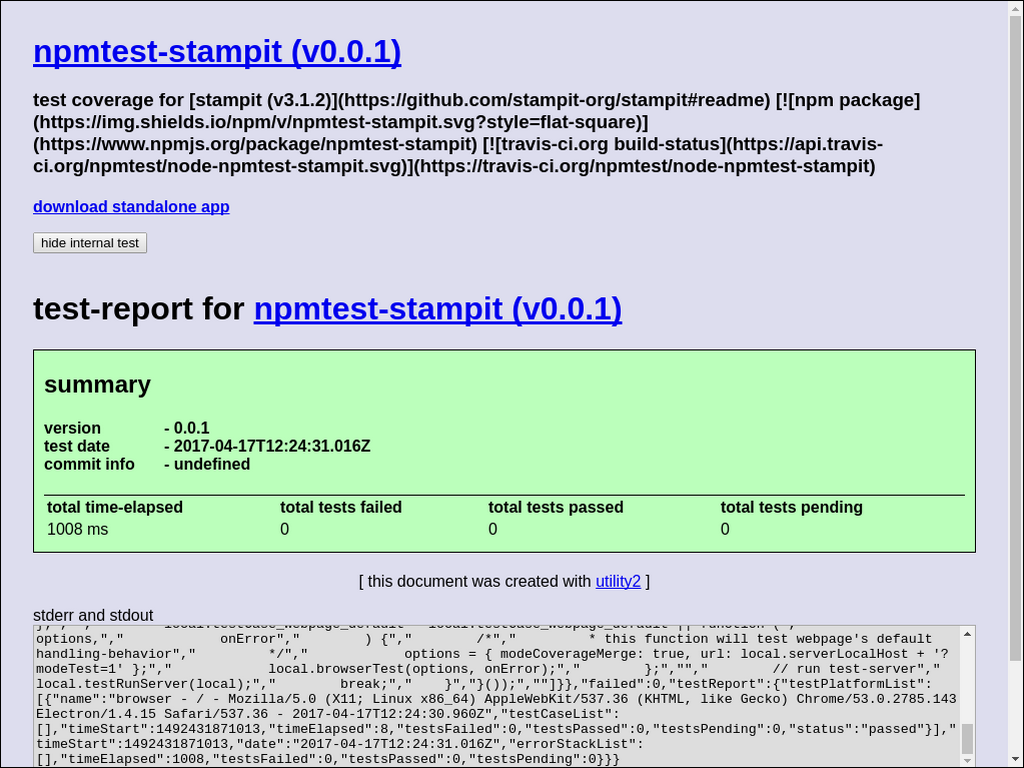 npmtest-stampit (v0.0.1)
test coverage for [stampit (v3.1.2)](https://github.com/stampit-org/stampit#readme) [![npm package]
(https://img.shields.io/npm/v/npmtest-stampit.svg?style=flat-square)]
(https://www.npmjs.org/package/npmtest-stampit) [![travis-ci.org build-status](https://api.travis-
ci.org/npmtest/node-npmtest-stampit.svg)](https://travis-ci.org/npmtest/node-npmtest-stampit)
download standalone app
hide internal test
test-report for npmtest-stampit (v0.0.1)
summary
version - 0.0.1
test date - 2017-04-17T12:24:31.016Z
commit info - undefined
total time-elapsed total tests failed total tests passed total tests pending
1008 ms 0 0 0
[ this document was created with utility2 ]
stderr and stdout
options,","            onError","        ) {","        /*","         * this function will test webpage's default
handling-behavior","         */","            options = { modeCoverageMerge: true, url: local.serverLocalHost + '?
modeTest=1' };","            local.browserTest(options, onError);","        };","","        // run test-server","
local.testRunServer(local);","        break;","    }","}());",""]}},"failed":0,"testReport":{"testPlatformList":
[{"name":"browser - / - Mozilla/5.0 (X11; Linux x86_64) AppleWebKit/537.36 (KHTML, like Gecko) Chrome/53.0.2785.143
Electron/1.4.15 Safari/537.36 - 2017-04-17T12:24:30.960Z","testCaseList":
[],"timeStart":1492431871013,"timeElapsed":8,"testsFailed":0,"testsPassed":0,"testsPending":0,"status":"passed"}],"
timeStart":1492431871013,"date":"2017-04-17T12:24:31.016Z","errorStackList":
[],"timeElapsed":1008,"testsFailed":0,"testsPassed":0,"testsPending":0}}}